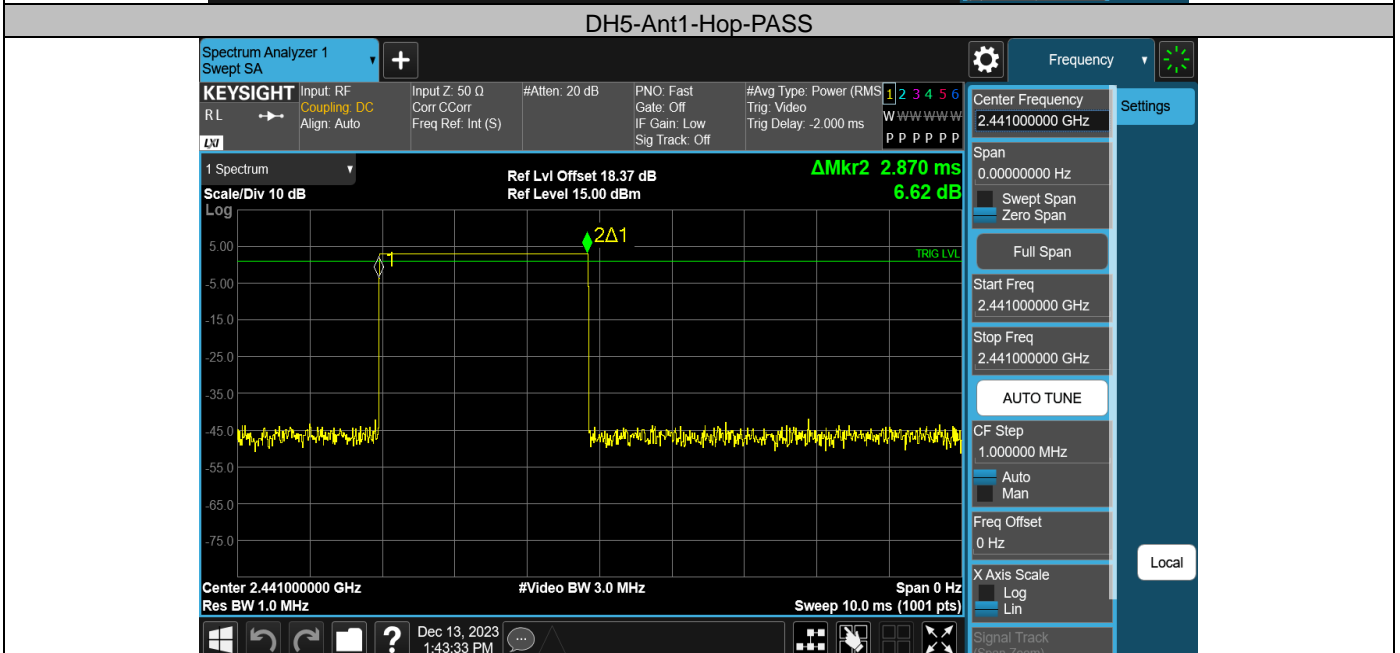 DH5-Ant1-Hop-PASS
Spectrum Analyzer 1
Swept SA
+
Frequency
KEYSIGHT
RL
LXI
Input: RF
Coupling: DC
Align: Auto
Input Z: 50 Ω
Corr CCorr
Freq Ref: Int (S)
#Atten: 20 dB
PNO: Fast
Gate: Off
IF Gain: Low
Sig Track: Off
#Avg Type: Power (RMS
Trig: Video
Trig Delay: -2.000 ms
1 2 3 4 5 6
W W W W W W
P P P P P P
Center Frequency
2.441000000 GHz
Settings
1 Spectrum
Scale/Div 10 dB
Ref Lvl Offset 18.37 dB
Ref Level 15.00 dBm
ΔMkr2 2.870 ms
6.62 dB
Log
5.00
-5.00
-15.0
-25.0
-35.0
-45.0
-55.0
-65.0
-75.0
1
2Δ1
TRIG LVL
Center 2.441000000 GHz
Res BW 1.0 MHz
#Video BW 3.0 MHz
Span 0 Hz
Sweep 10.0 ms (1001 pts)
Span
0.00000000 Hz
Swept Span
Zero Span
Full Span
Start Freq
2.441000000 GHz
Stop Freq
2.441000000 GHz
AUTO TUNE
CF Step
1.000000 MHz
Auto
Man
Freq Offset
0 Hz
X Axis Scale
Log
Lin
Signal Track
(Span Zoom)
Local
?
Dec 13, 2023
1:43:33 PM